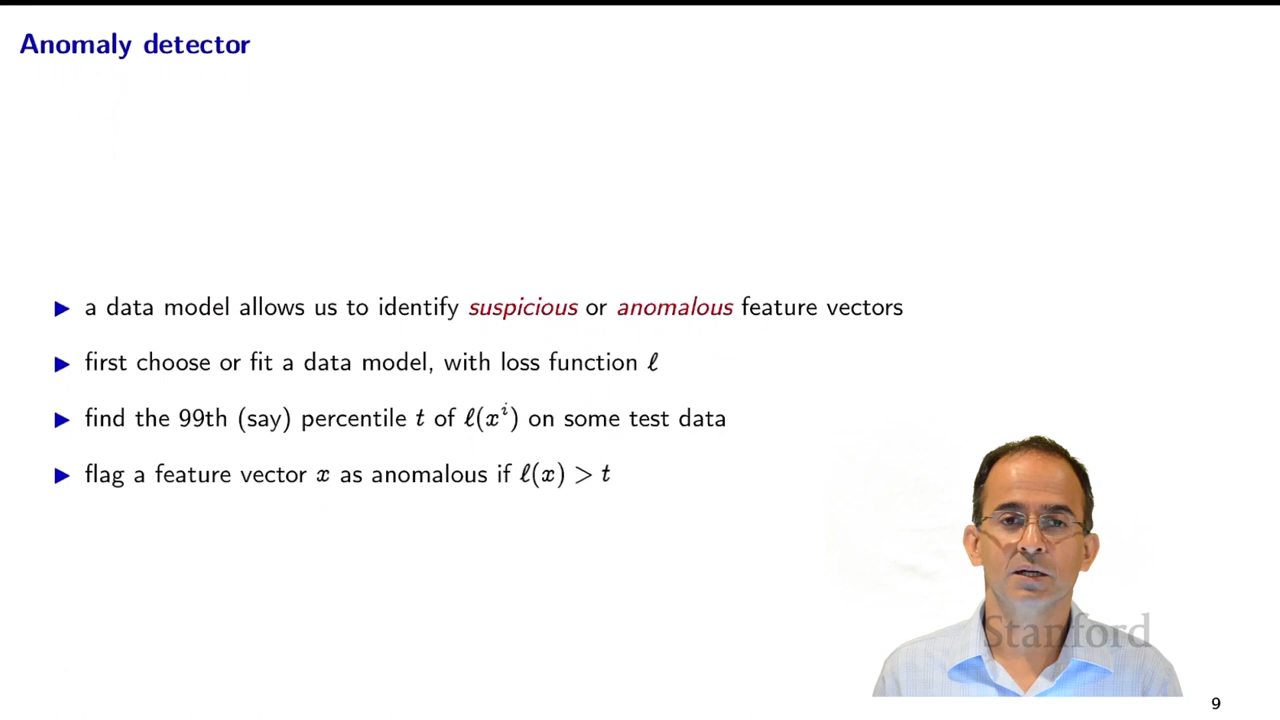 Anomaly detector
▶ a data model allows us to identify suspicious or anomalous feature vectors
▶ first choose or fit a data model, with loss function ℓ
▶ find the 99th (say) percentile t of ℓ(xⁱ) on some test data
▶ flag a feature vector x as anomalous if ℓ(x) > t
Stanford
9